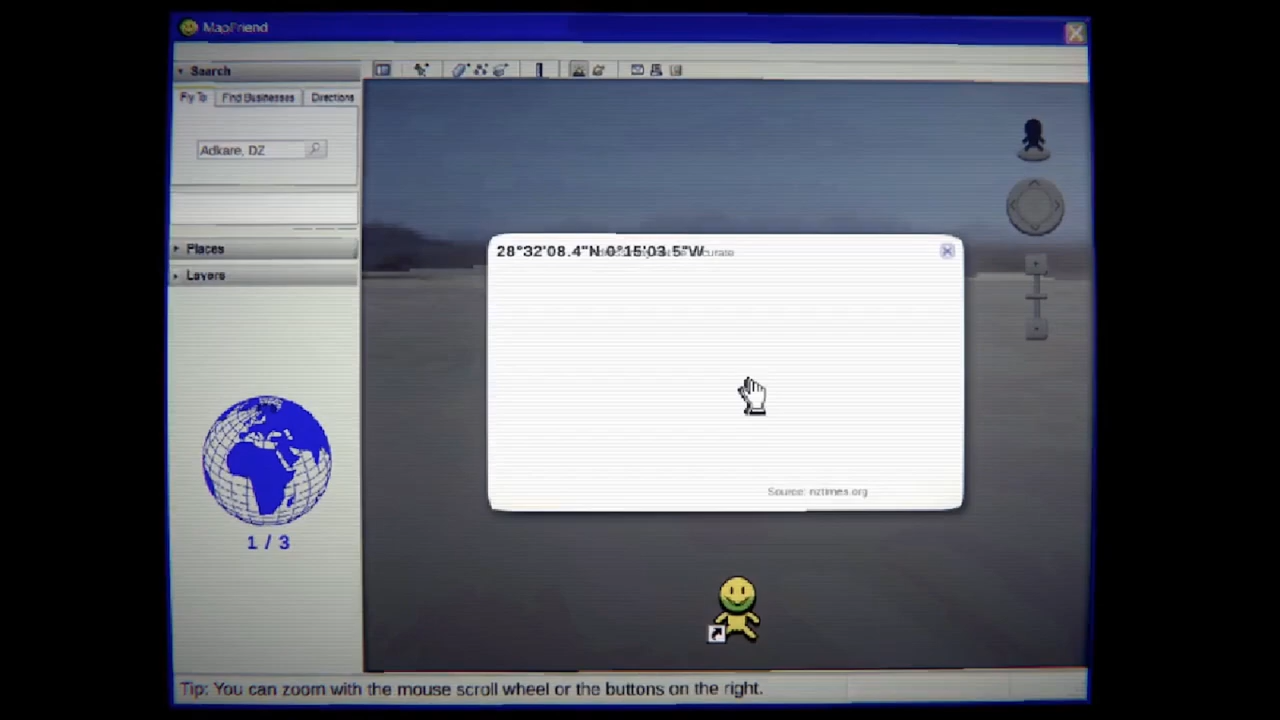 MapFriend
Search
Fly To
Find Businesses
Directions
Adkare, DZ
Places
Layers
1 / 3
28°32'08.4"N 0°15'03.5"W
Source: nztimes.org
Tip: You can zoom with the mouse scroll wheel or the buttons on the right.